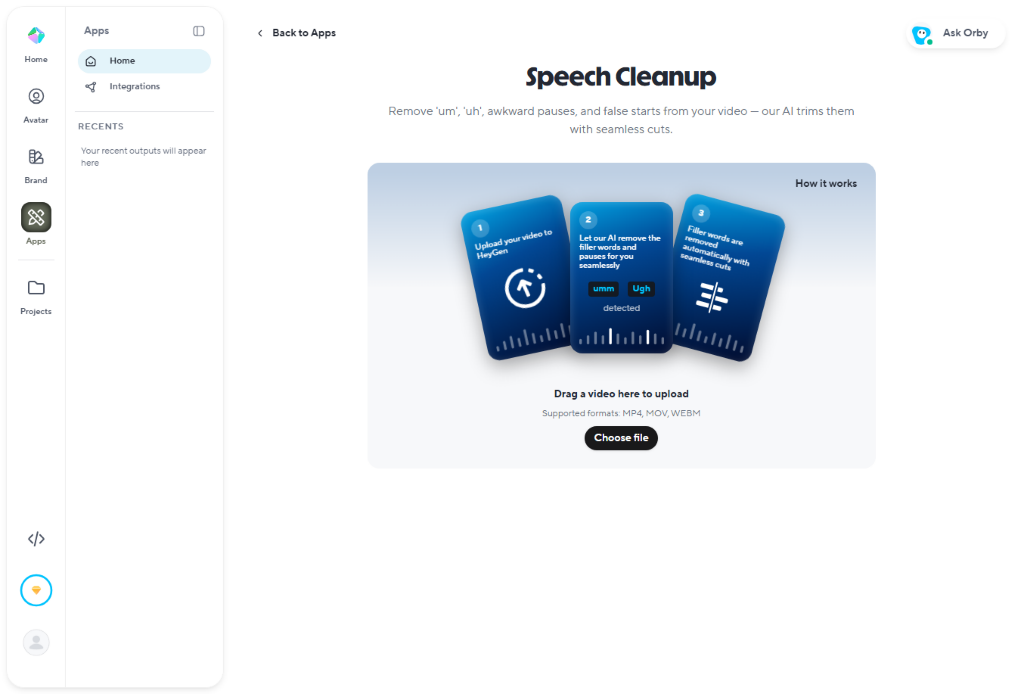 Home
Avatar
Brand
Apps
Projects
Apps
Home
Integrations
RECENTS
Your recent outputs will appear
here
Back to Apps
Ask Orby
Speech Cleanup
Remove 'um', 'uh', awkward pauses, and false starts from your video — our AI trims them
with seamless cuts.
How it works
1
Upload your video to
HeyGen
2
Let our AI remove the
filler words and
pauses for you
seamlessly
umm Ugh
detected
3
Filler words are
removed
automatically with
seamless cuts
Drag a video here to upload
Supported formats: MP4, MOV, WEBM
Choose file